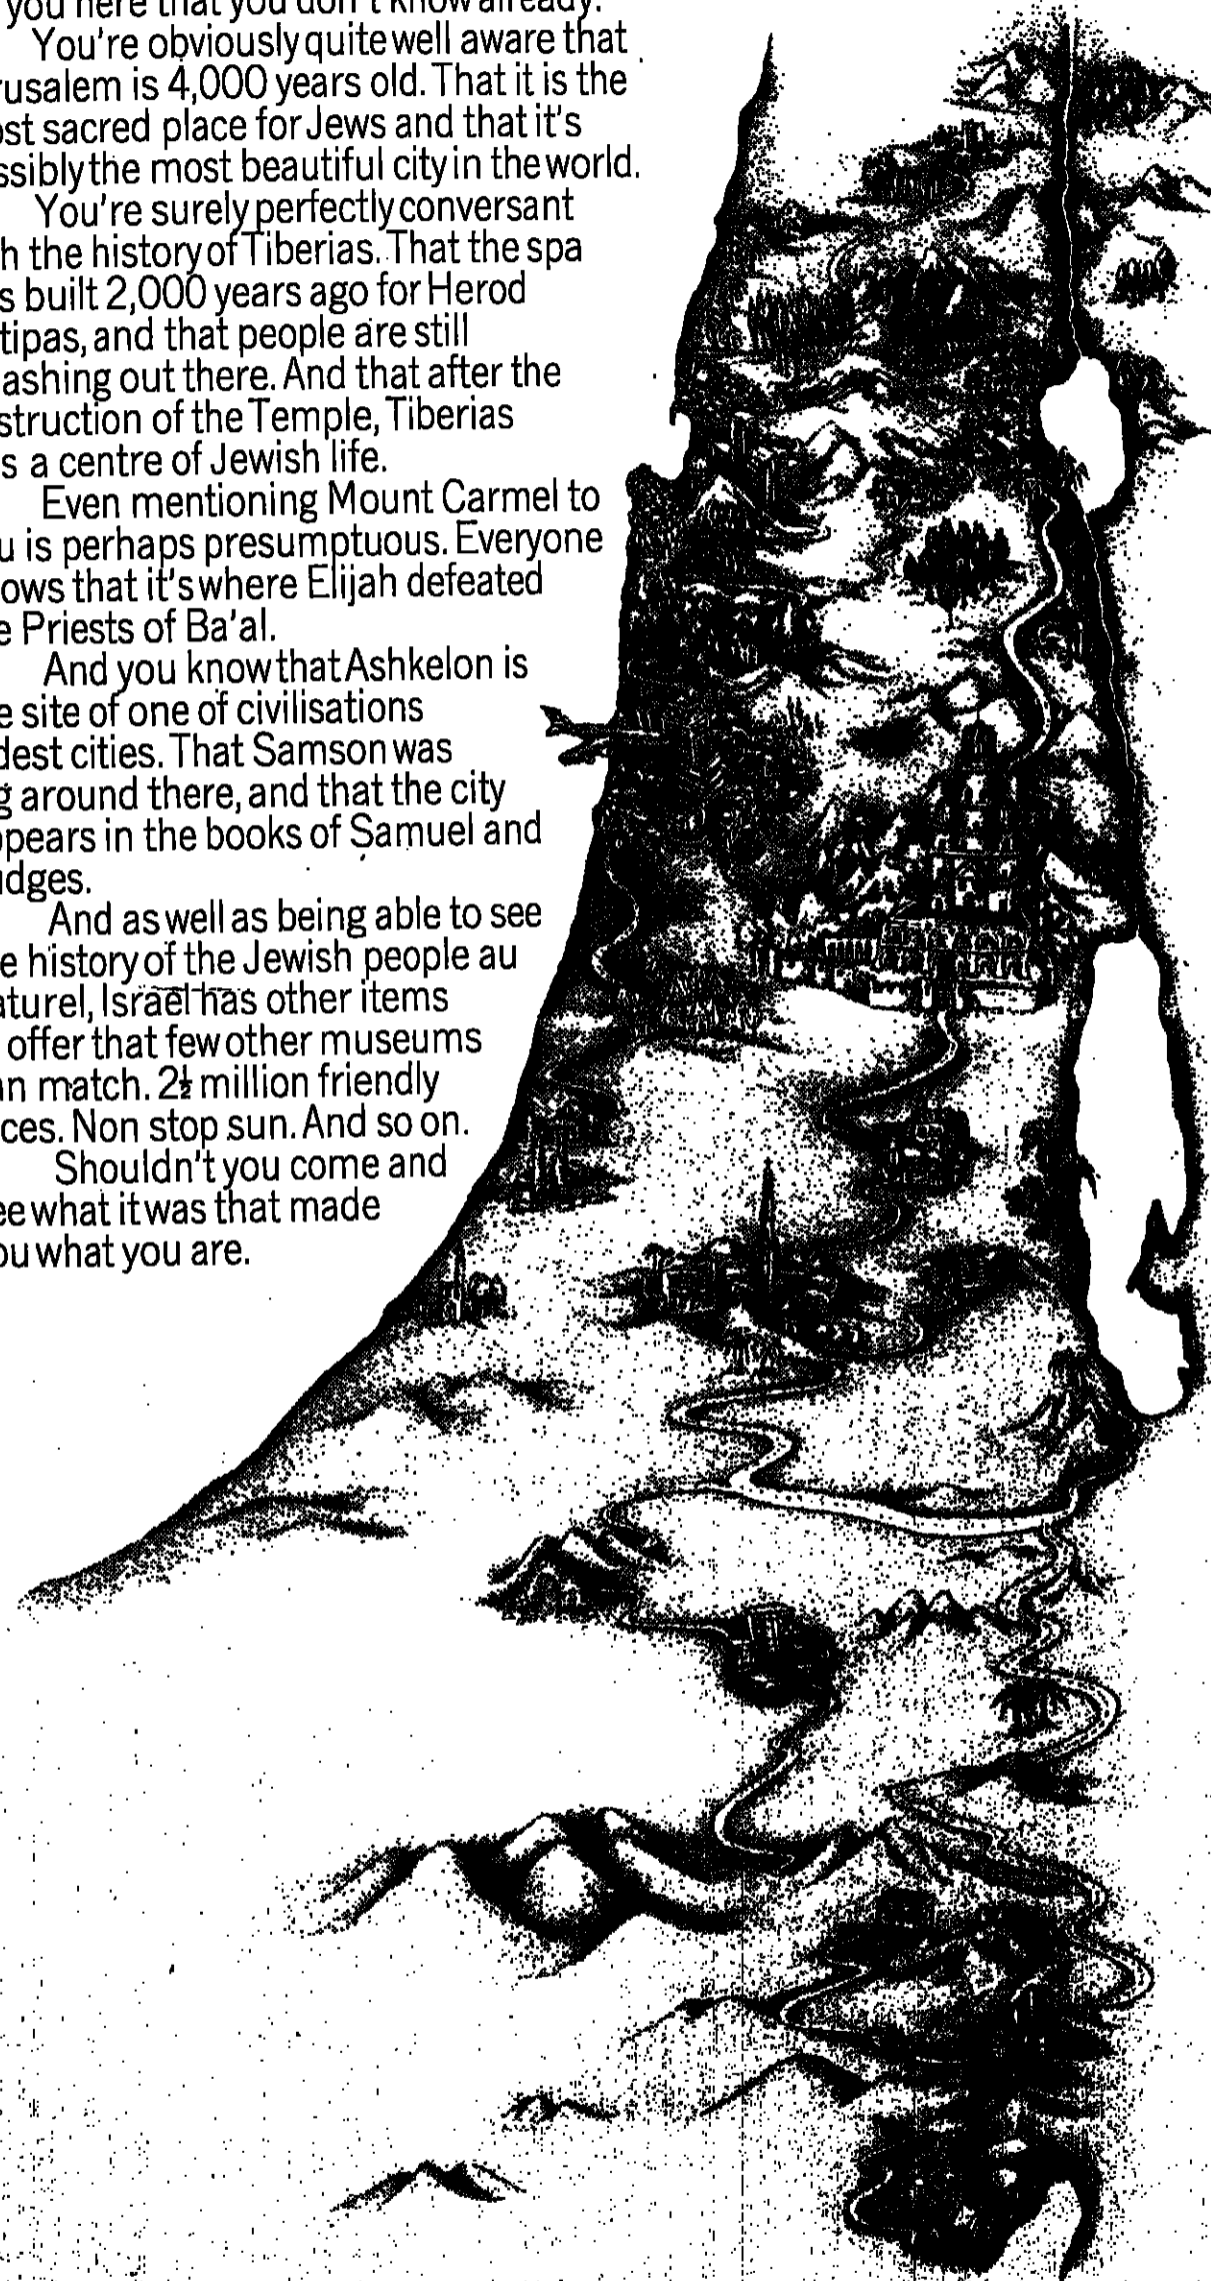 you here that you don't know already.
You're obviously quite well aware that
rusalem is 4,000 years old. That it is the
ost sacred place for Jews and that it's
ssibly the most beautiful city in the world.
You're surely perfectly conversant
h the history of Tiberias. That the spa
s built 2,000 years ago for Herod
tipas, and that people are still
ashing out there. And that after the
struction of the Temple, Tiberias
s a centre of Jewish life.
Even mentioning Mount Carmel to
u is perhaps presumptuous. Everyone
ows that it's where Elijah defeated
e Priests of Ba'al.
And you know that Ashkelon is
e site of one of civilisations
dest cities. That Samson was
g around there, and that the city
pears in the books of Samuel and
dges.
And as well as being able to see
e history of the Jewish people au
aturel, Israel has other items
offer that few other museums
an match. 2½ million friendly
ces. Non stop sun. And so on.
Shouldn't you come and
ee what it was that made
ou what you are.